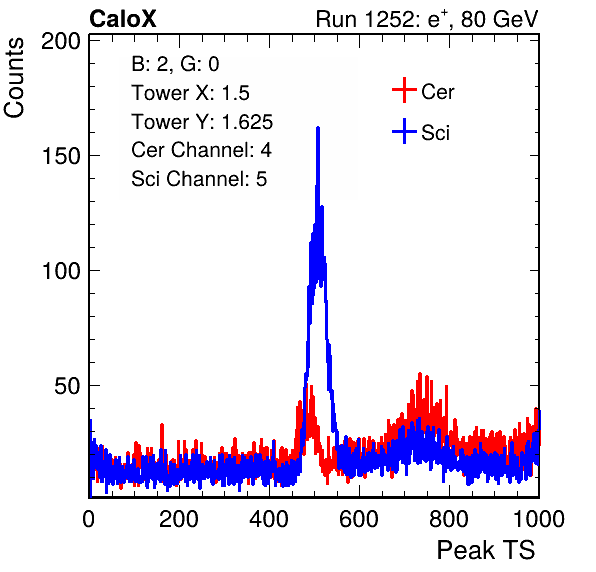 CaloX
Run 1252: e+, 80 GeV
Counts
200
150
100
50
B: 2, G: 0
Tower X: 1.5
Tower Y: 1.625
Cer Channel: 4
Sci Channel: 5
Cer
Sci
0
200
400
600
800
1000
Peak TS